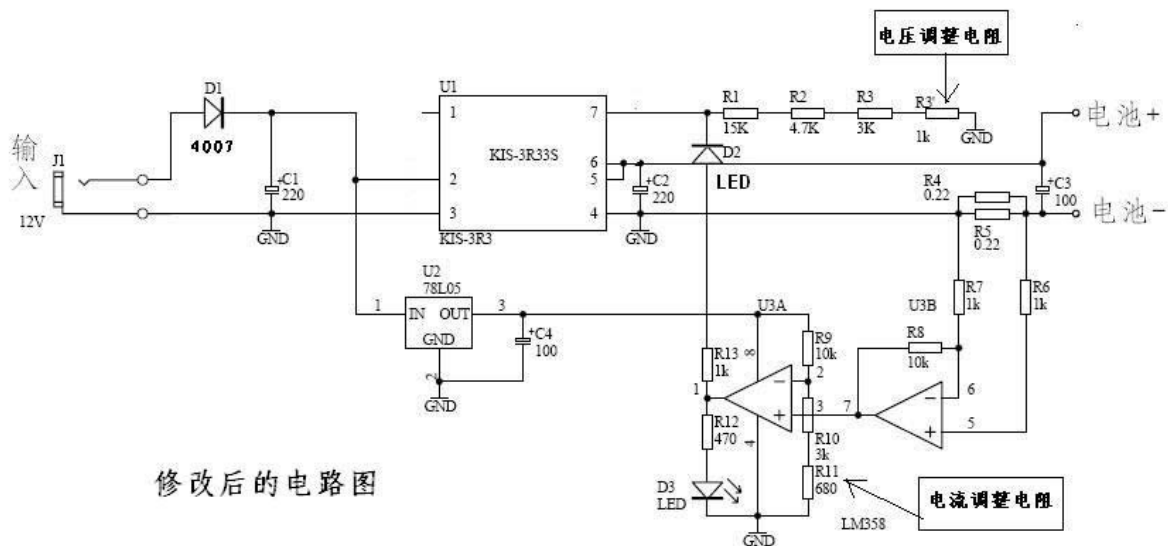 电压调整电阻
D1
4007
U1
1
2
3
7
6
5
4
KIS-3R33S
KIS-3R3
R1
15K
R2
4.7K
R3
3K
R3'
1k
GND
电池+
输入
J1
12V
+C1
220
GND
D2
LED
+C2
220
GND
R4
0.22
R5
0.22
+C3
100
电池-
U2
78L05
1
IN
OUT
3
GND
2
GND
+C4
100
U3A
8
R9
10k
R13
1k
1
2
3
4
R12
470
R10
3k
R11
680
D3
LED
GND
R7
1k
R6
1k
U3B
R8
10k
7
6
5
LM358
电流调整电阻
修改后的电路图